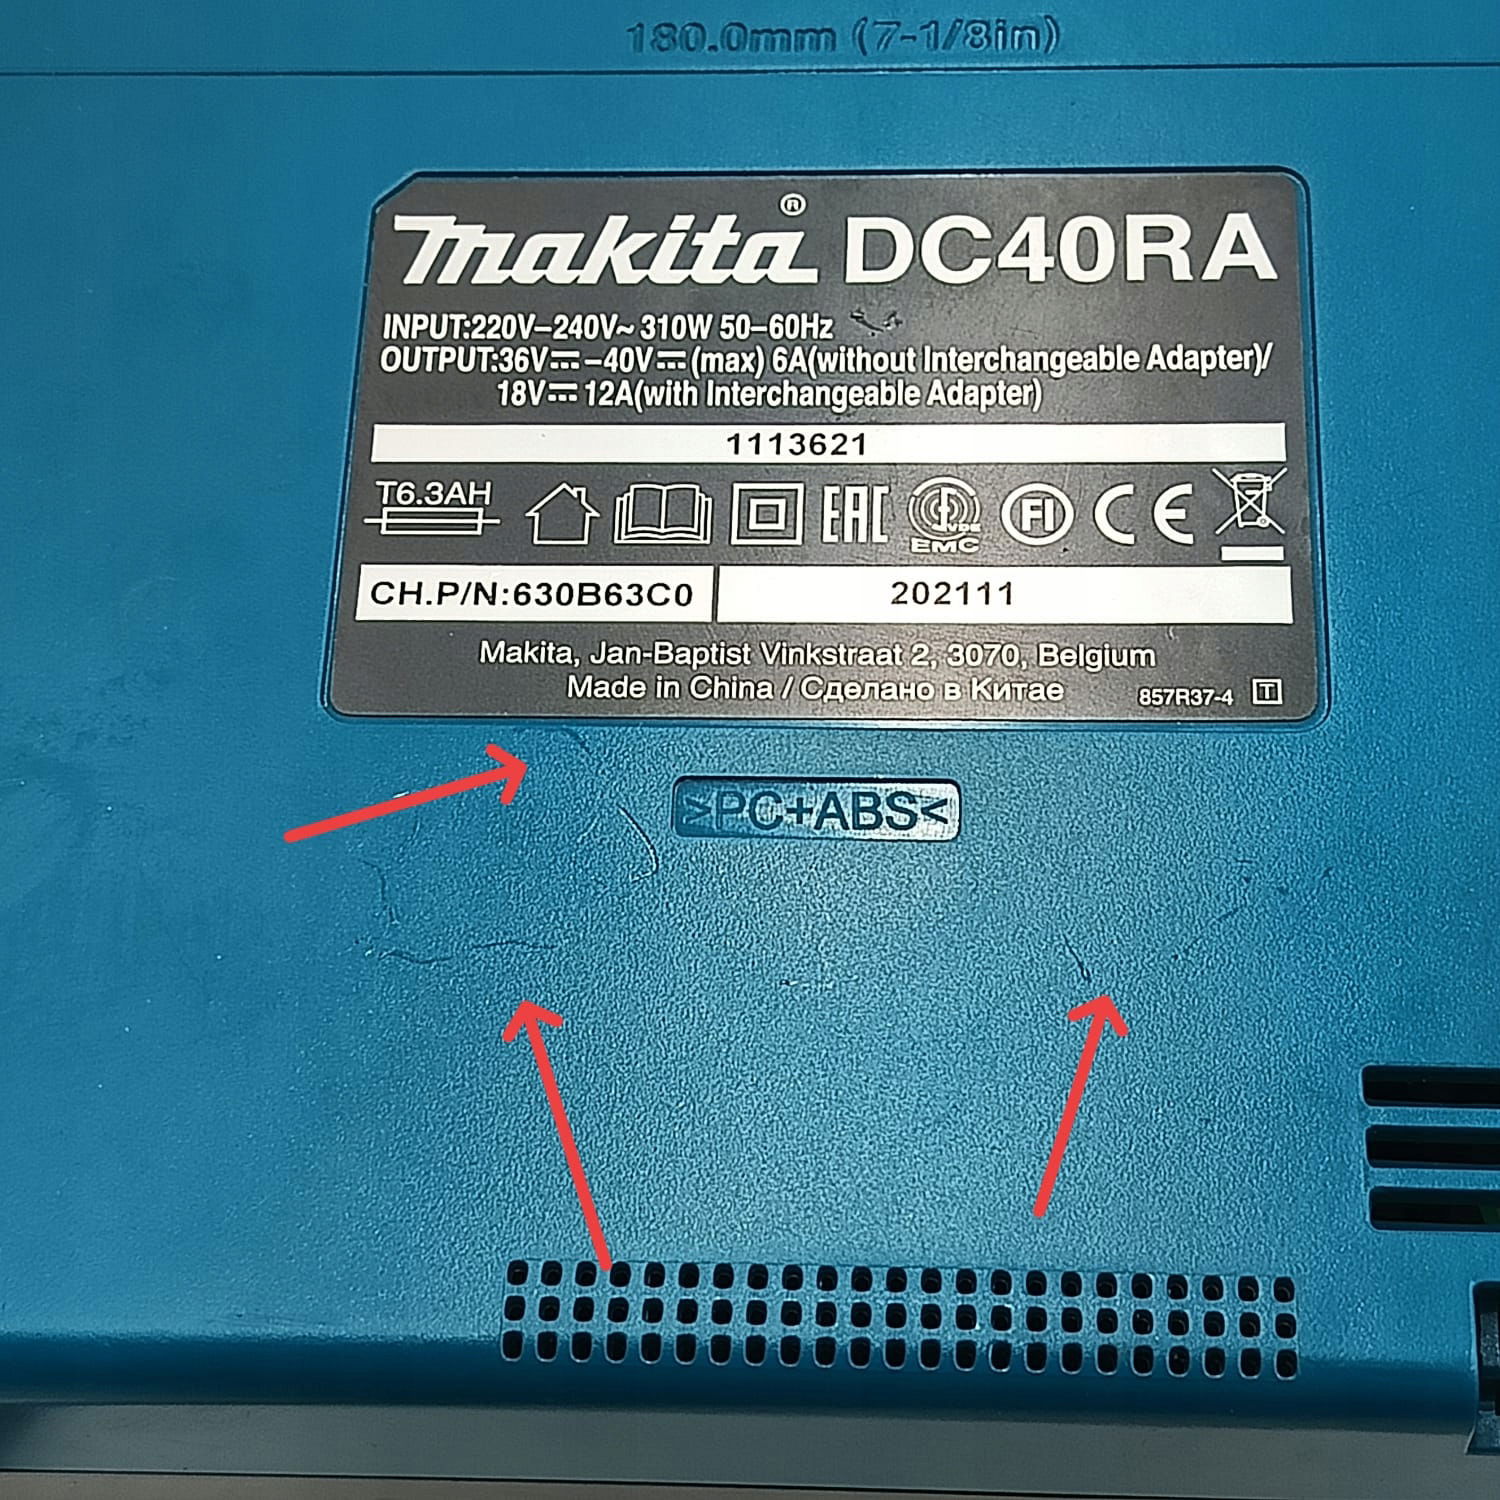 180.0mm (7-1/8in)
makita® DC40RA
INPUT:220V–240V~ 310W 50–60Hz
OUTPUT:36V⎓–40V⎓(max) 6A(without Interchangeable Adapter)/
18V⎓ 12A(with Interchangeable Adapter)
1113621
T6.3AH
EAC
VDE
EMC
FI
CE
CH.P/N:630B63C0
202111
Makita, Jan-Baptist Vinkstraat 2, 3070, Belgium
Made in China / Сделано в Китае
857R37-4 T
>PC+ABS<